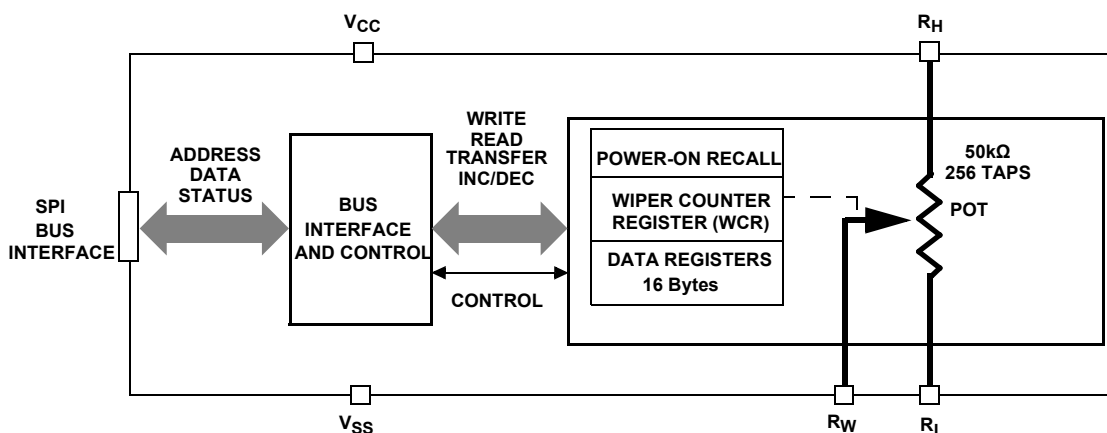 VCC
RH
WRITE
READ
TRANSFER
INC/DEC
ADDRESS
DATA
STATUS
SPI
BUS
INTERFACE
BUS
INTERFACE
AND CONTROL
CONTROL
POWER-ON RECALL
WIPER COUNTER
REGISTER (WCR)
DATA REGISTERS
16 Bytes
50kΩ
256 TAPS
POT
VSS
RW